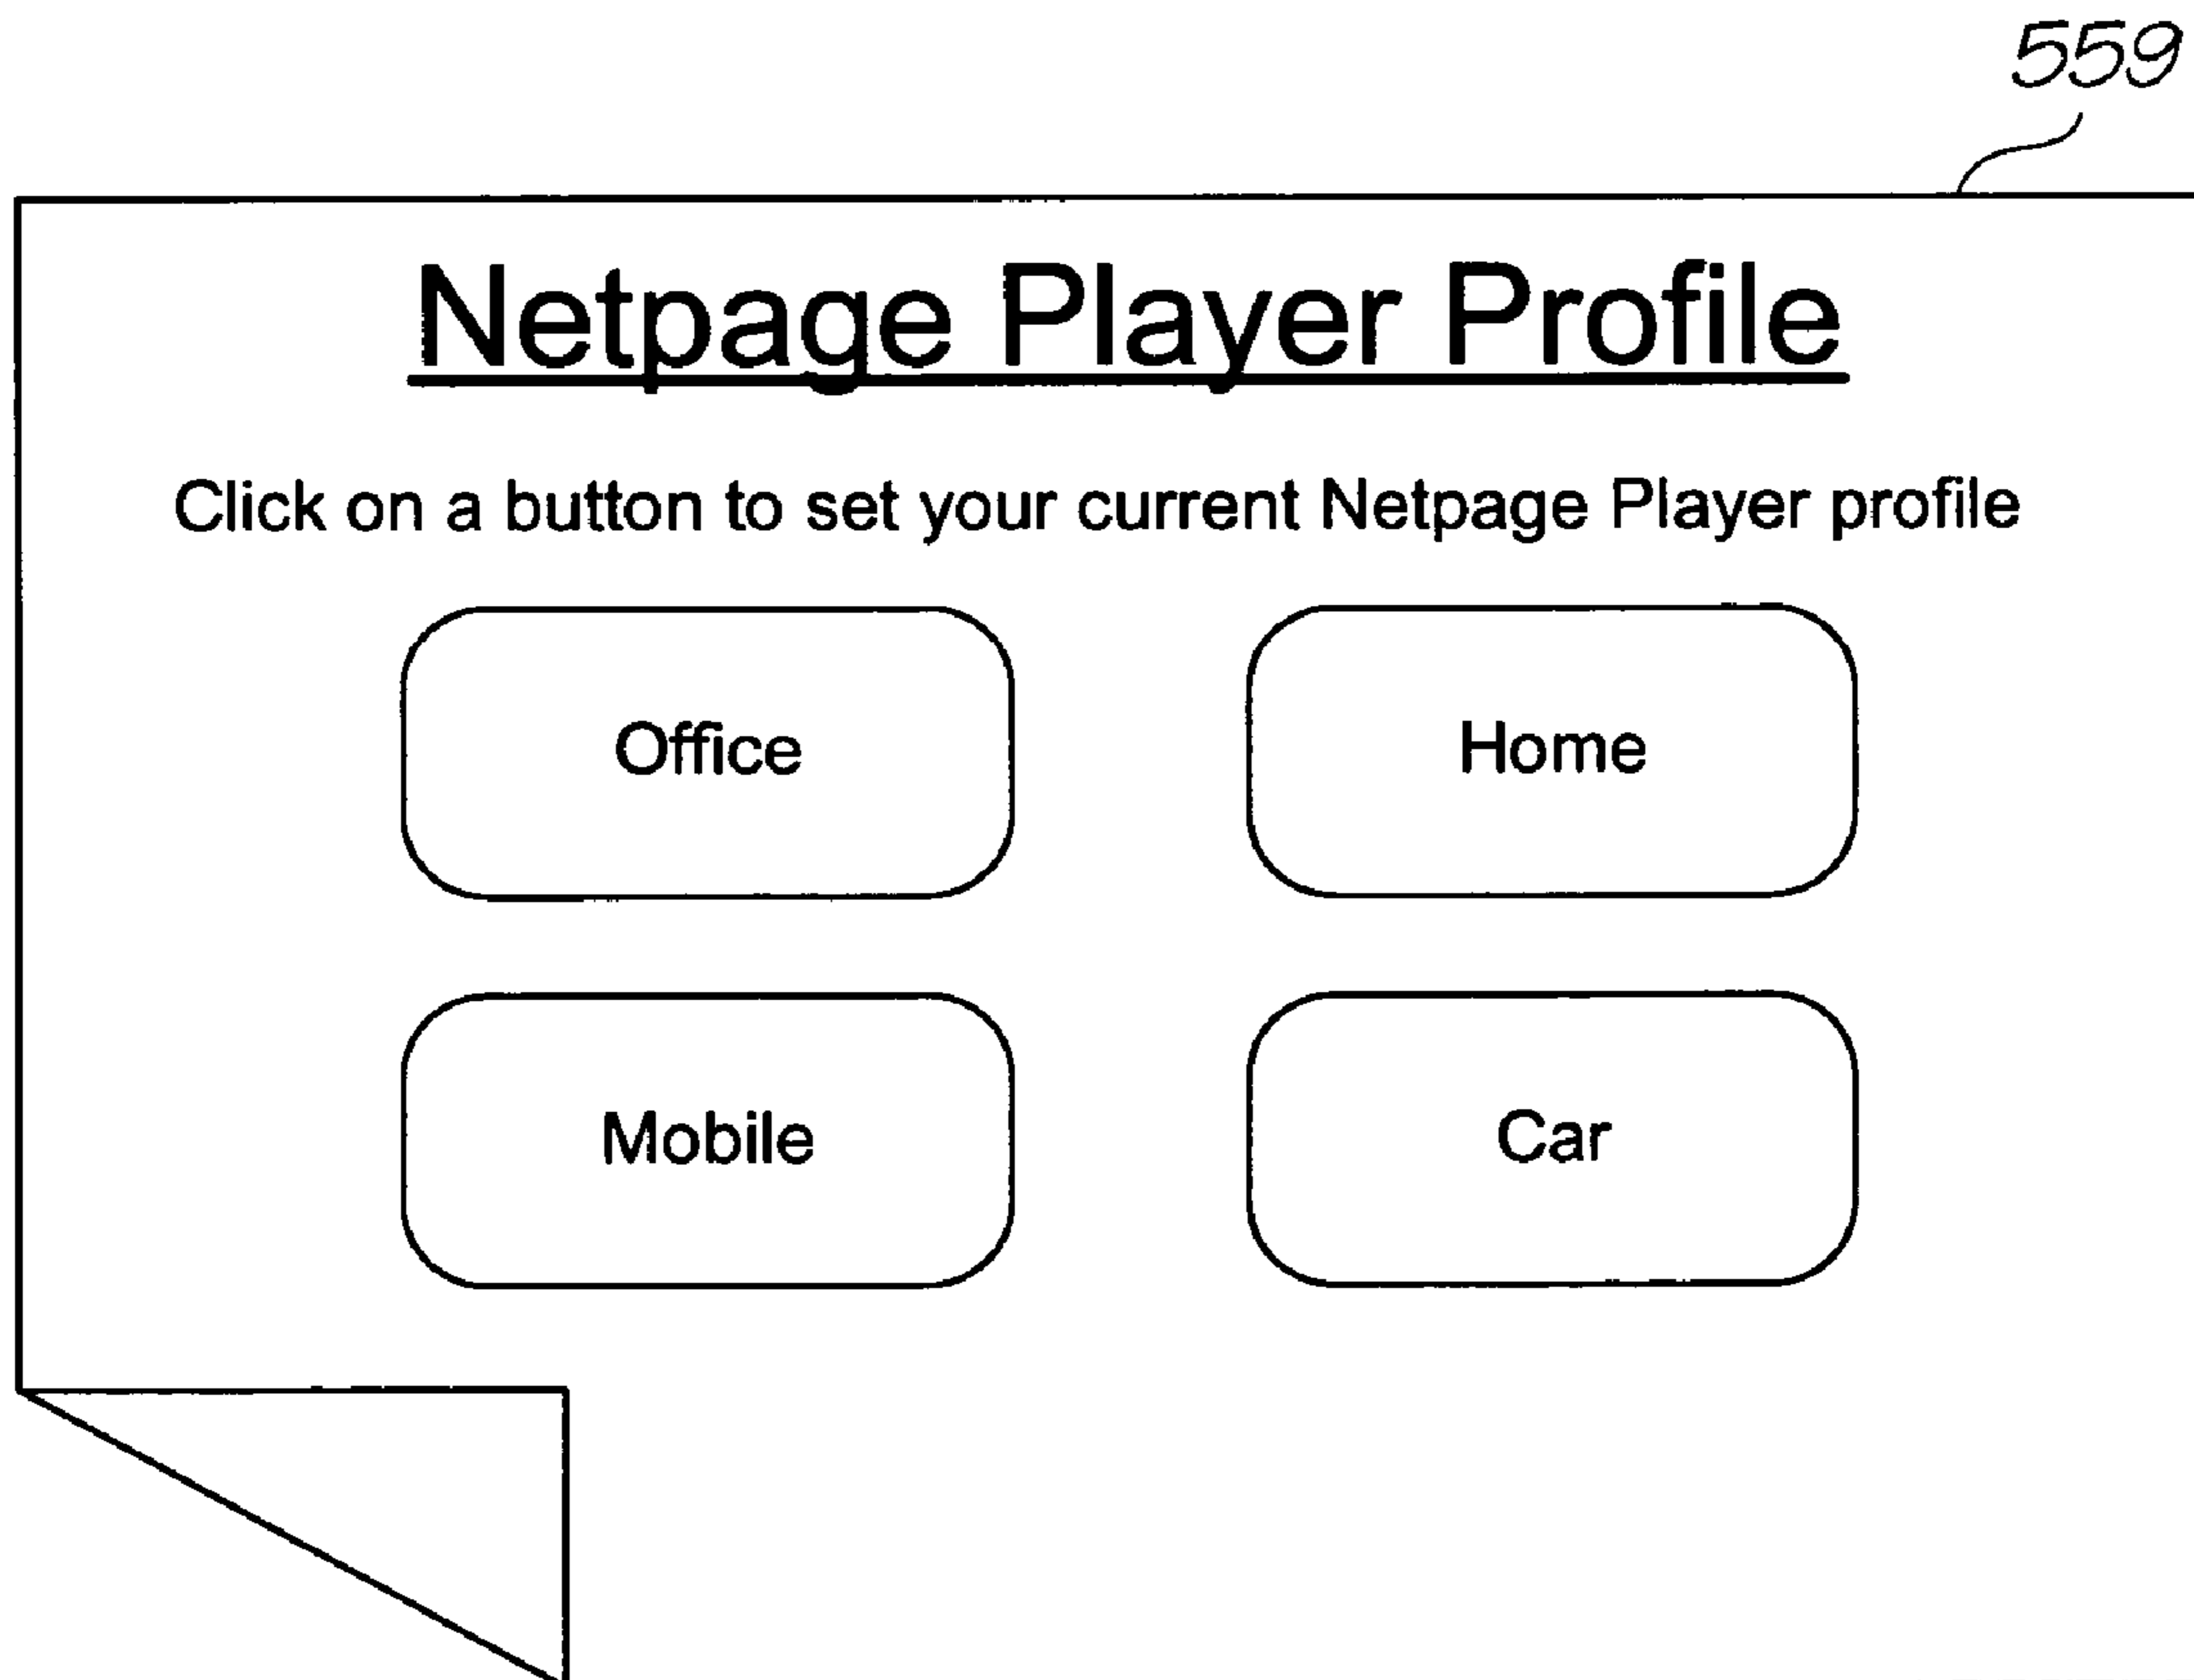 559
Netpage Player Profile
Click on a button to set your current Netpage Player profile
Office Home
Mobile Car